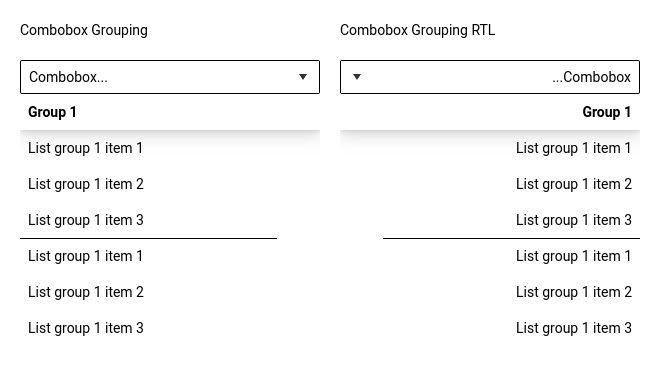 Combobox Grouping
Combobox...
Group 1
List group 1 item 1
List group 1 item 2
List group 1 item 3
List group 1 item 1
List group 1 item 2
List group 1 item 3
Combobox Grouping RTL
...Combobox
Group 1
List group 1 item 1
List group 1 item 2
List group 1 item 3
List group 1 item 1
List group 1 item 2
List group 1 item 3